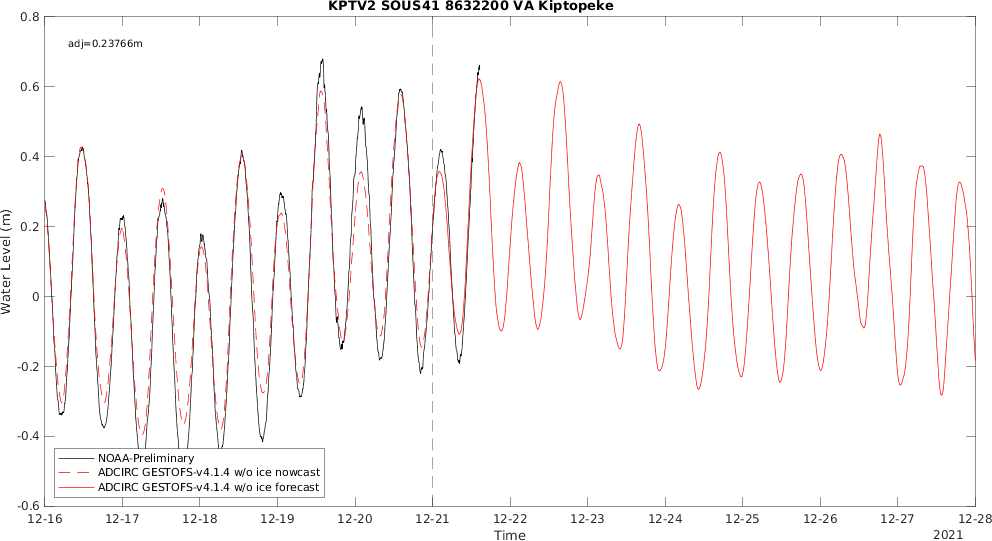 KPTV2 SOUS41 8632200 VA Kiptopeke
adj=0.23766m
Water Level (m)
0.8
0.6
0.4
0.2
0
-0.2
-0.4
-0.6
NOAA-Preliminary
ADCIRC GESTOFS-v4.1.4 w/o ice nowcast
ADCIRC GESTOFS-v4.1.4 w/o ice forecast
12-16 12-17 12-18 12-19 12-20 12-21 12-22 12-23 12-24 12-25 12-26 12-27 12-28
Time
2021